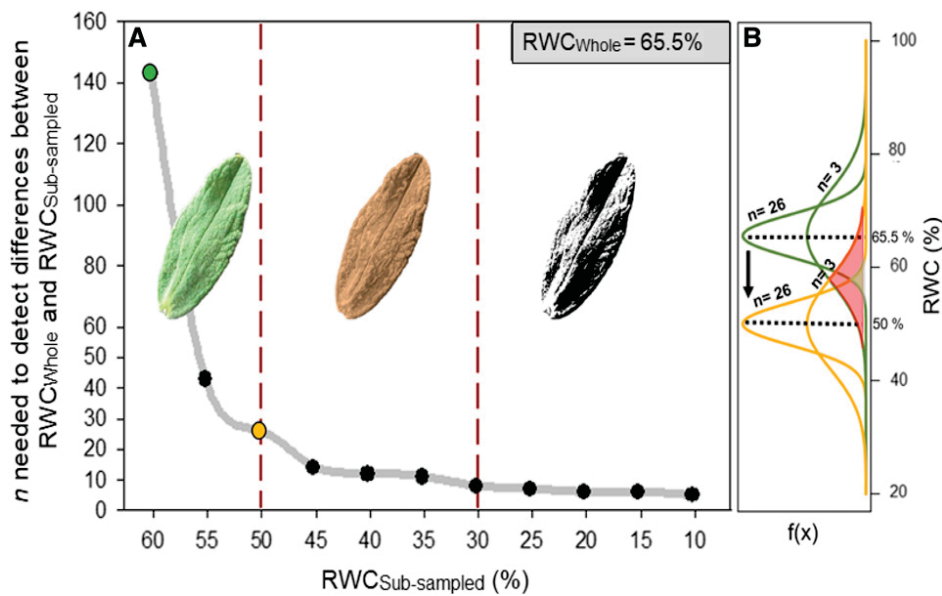 A
RWCWhole = 65.5%
n needed to detect differences between
RWCWhole and RWCSub-sampled
160
140
120
100
80
60
50
40
30
20
10
0
60 55 50 45 40 35 30 25 20 15 10
RWCSub-sampled (%)
B
n= 3
n= 26
n= 3
n= 26
100
80
65.5 %
60
50 %
40
20
RWC (%)
f(x)